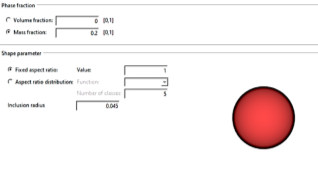 Phase fraction
Volume fraction: 0 [0,1]
Mass fraction: 0.2 [0,1]
Shape parameter
Fixed aspect ratio: Value: 1
Aspect ratio distribution: Function:
Number of classes 5
Inclusion radius 0.045